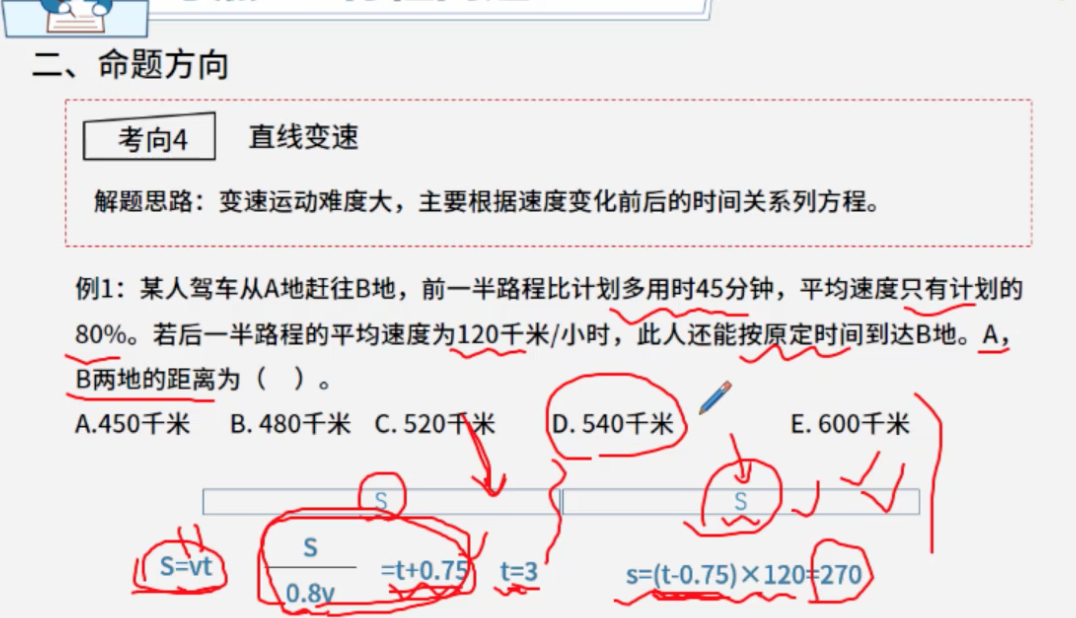 二、命题方向
考向4 直线变速
解题思路：变速运动难度大，主要根据速度变化前后的时间关系列方程。
例1：某人驾车从A地赶往B地，前一半路程比计划多用时45分钟，平均速度只有计划的
80%。若后一半路程的平均速度为120千米/小时，此人还能按原定时间到达B地。A，
B两地的距离为（ ）。
A.450千米 B. 480千米 C. 520千米 D. 540千米 E. 600千米
S S
S=vt S/0.8v =t+0.75 t=3 s=(t-0.75)×120=270